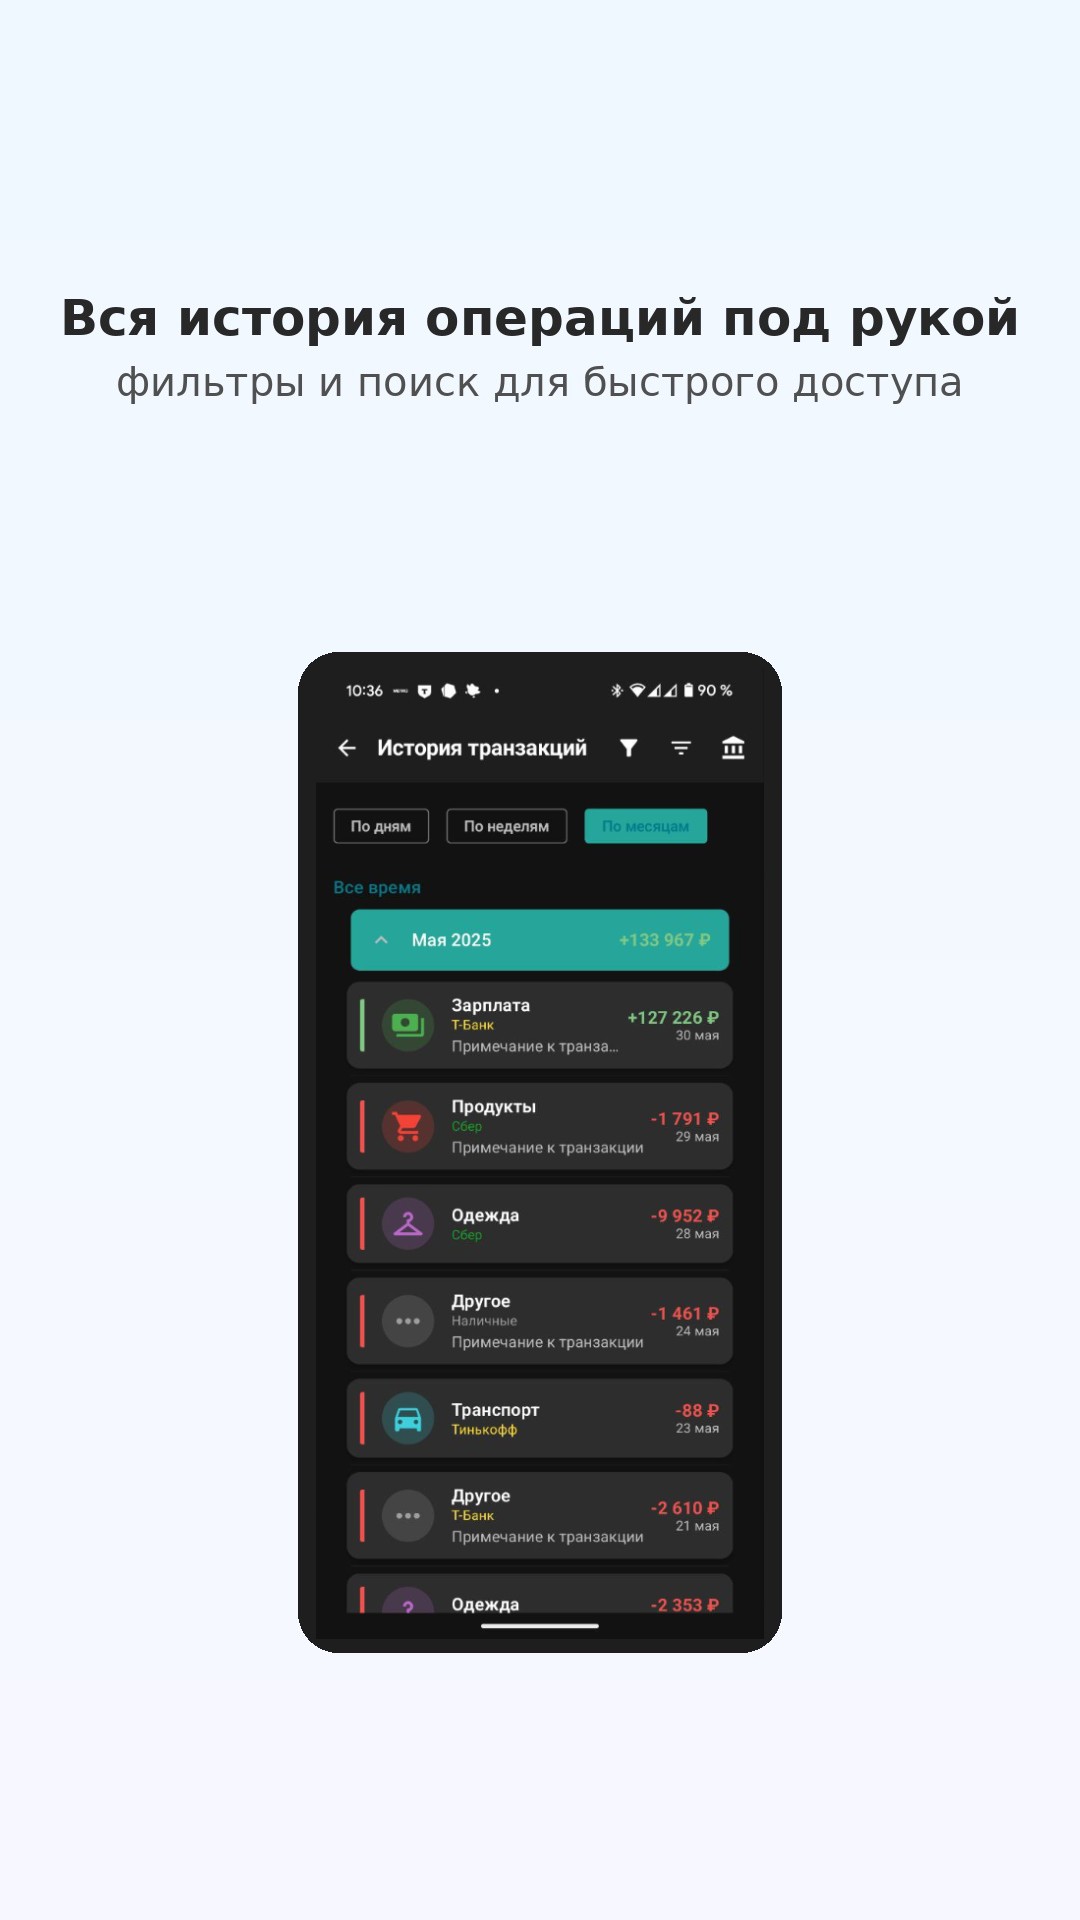 Вся история операций под рукой
фильтры и поиск для быстрого доступа
10:36 90 %
История транзакций
По дням По неделям По месяцам
Все время
Мая 2025 +133 967 ₽
Зарплата
Т-Банк
Примечание к транза...
+127 226 ₽
30 мая
Продукты
Сбер
Примечание к транзакции
-1 791 ₽
29 мая
Одежда
Сбер
-9 952 ₽
28 мая
Другое
Наличные
Примечание к транзакции
-1 461 ₽
24 мая
Транспорт
Тинькофф
-88 ₽
23 мая
Другое
Т-Банк
Примечание к транзакции
-2 610 ₽
21 мая
Одежда
-2 353 ₽